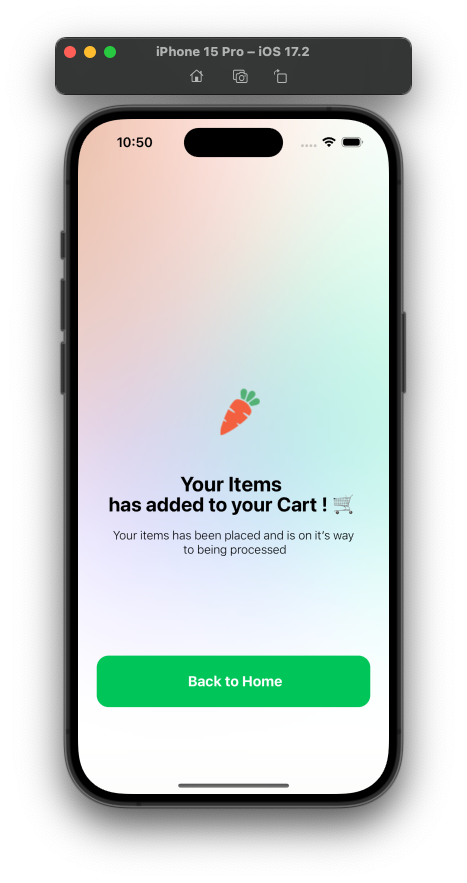 iPhone 15 Pro – iOS 17.2
10:50
Your Items
has added to your Cart ! 🛒
Your items has been placed and is on it’s way
to being processed
Back to Home